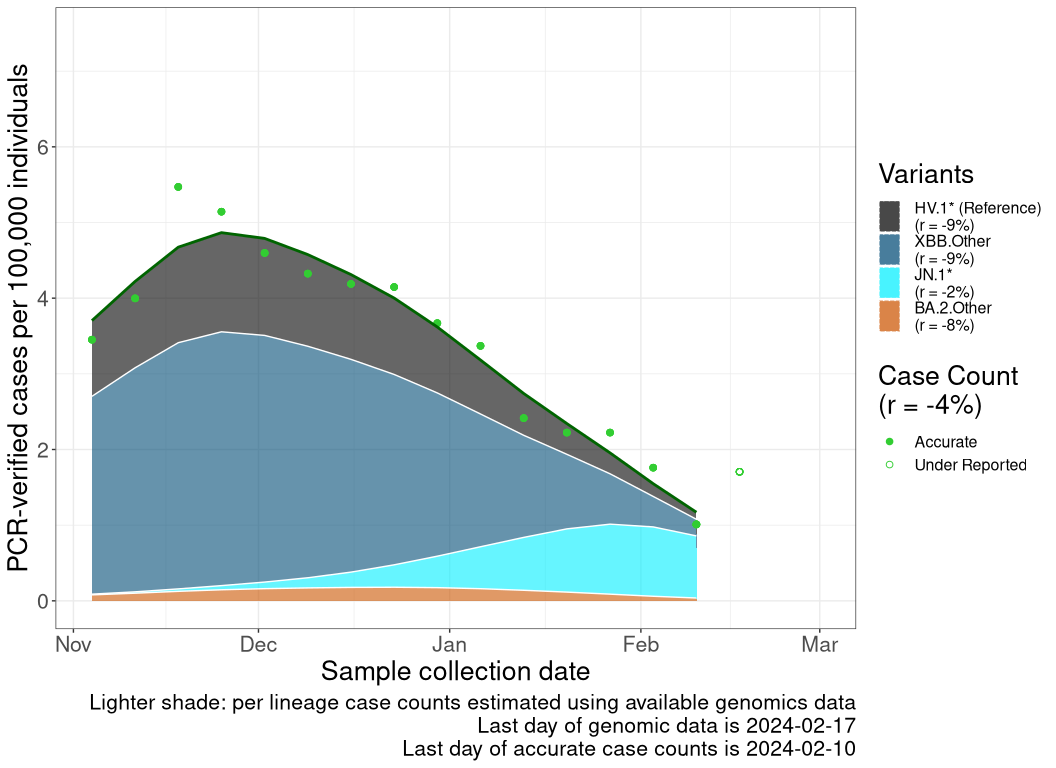 PCR-verified cases per 100,000 individuals
6
4
2
0
Nov
Dec
Jan
Feb
Mar
Sample collection date
Lighter shade: per lineage case counts estimated using available genomics data
Last day of genomic data is 2024-02-17
Last day of accurate case counts is 2024-02-10
Variants
HV.1* (Reference)
(r = -9%)
XBB.Other
(r = -9%)
JN.1*
(r = -2%)
BA.2.Other
(r = -8%)
Case Count
(r = -4%)
Accurate
Under Reported